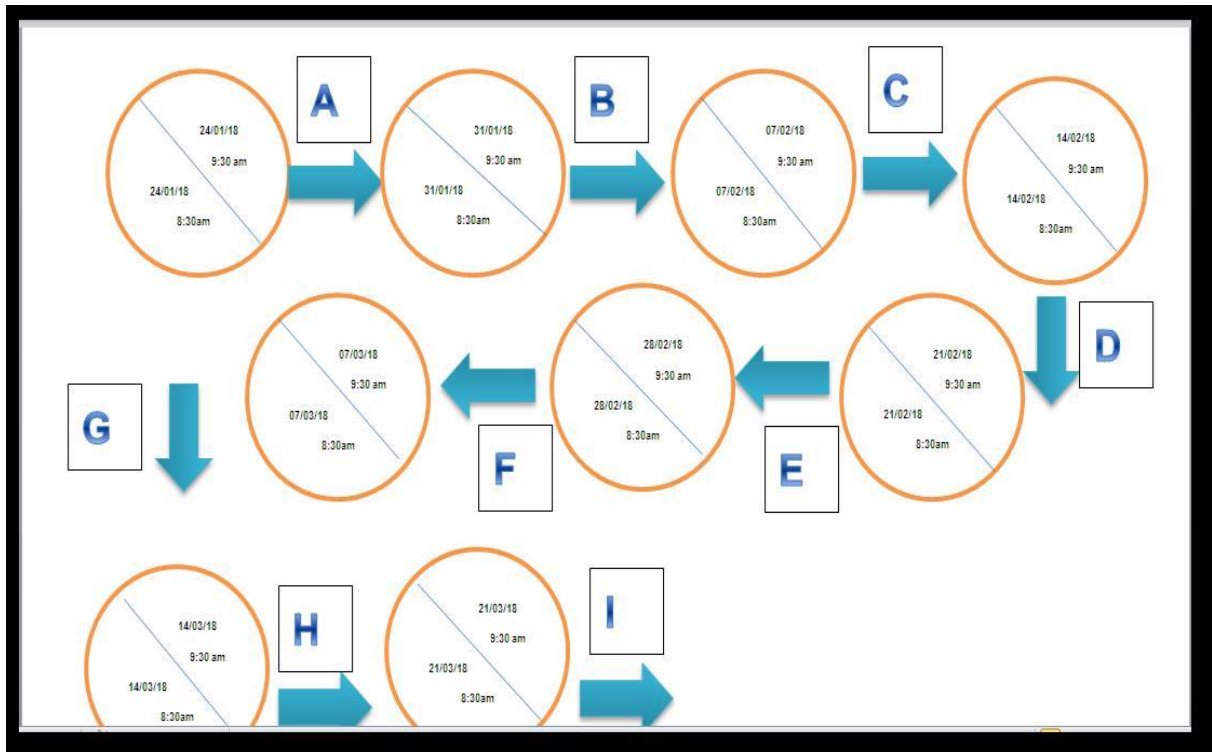 A
24/01/18
9:30 am
24/01/18
8:30am
B
31/01/18
9:30 am
31/01/18
8:30am
C
07/02/18
9:30 am
07/02/18
8:30am
14/02/18
9:30 am
14/02/18
8:30am
D
21/02/18
9:30 am
21/02/18
8:30am
E
28/02/18
9:30 am
28/02/18
8:30am
F
07/03/18
9:30 am
07/03/18
8:30am
G
14/03/18
9:30 am
14/03/18
8:30am
H
21/03/18
9:30 am
21/03/18
8:30am
I